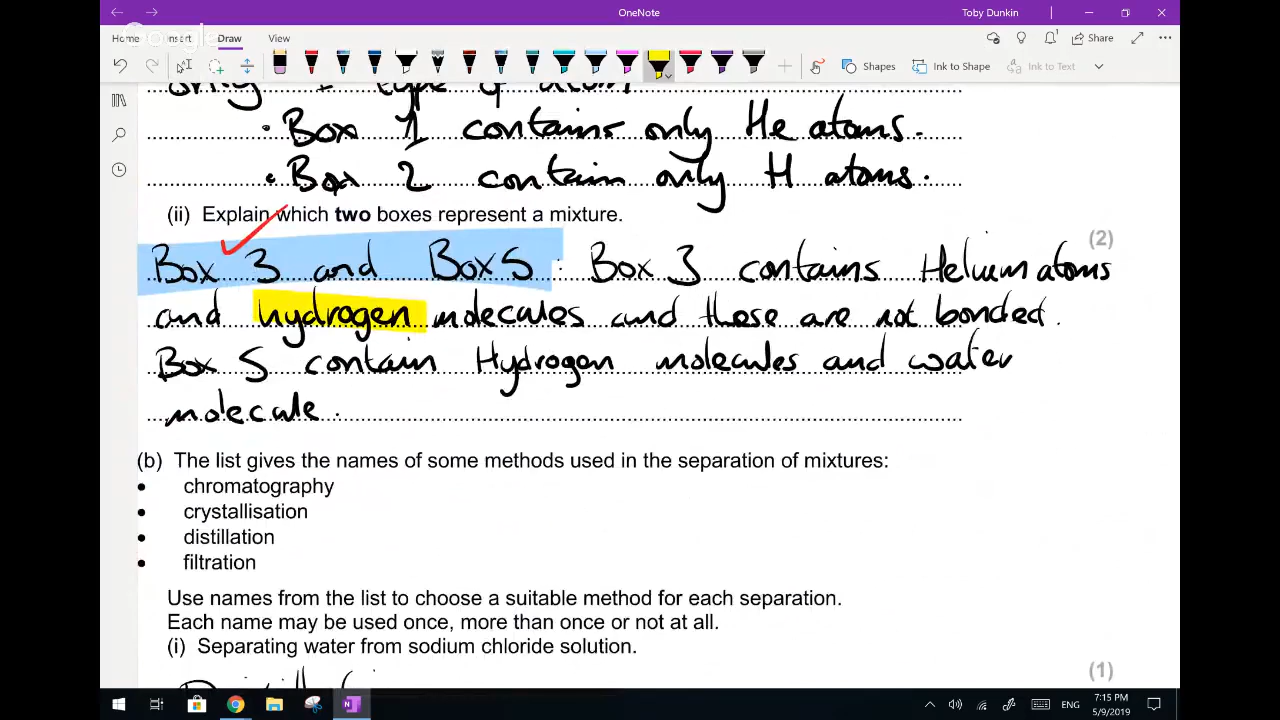 OneNote
Toby Dunkin
Google
Home Insert Draw View
Share
Shapes Ink to Shape Ink to Text
only 1 type of atom
• Box 1 contains only He atoms.
• Box 2 contain only H atoms.
(ii) Explain which two boxes represent a mixture.
(2)
Box 3 and Box 5 : Box 3 contains Helium atoms
and hydrogen molecules and these are not bonded.
Box 5 contain Hydrogen molecules and water
molecule.
(b) The list gives the names of some methods used in the separation of mixtures:
• chromatography
• crystallisation
• distillation
• filtration
Use names from the list to choose a suitable method for each separation.
Each name may be used once, more than once or not at all.
(i) Separating water from sodium chloride solution.
(1)
ENG
7:15 PM
5/9/2019